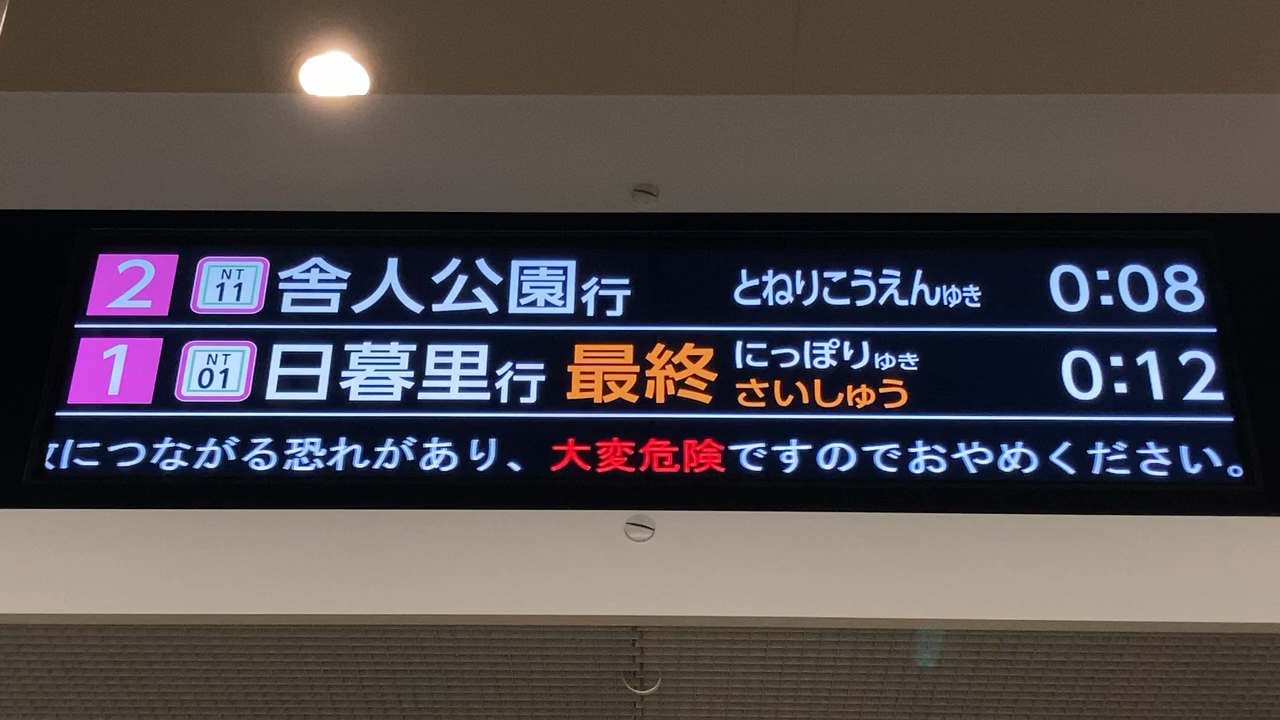 2 NT 11 舎人公園行 とねりこうえんゆき 0:08
1 NT 01 日暮里行 最終 にっぽりゆき さいしゅう 0:12
につながる恐れがあり、大変危険ですのでおやめください。